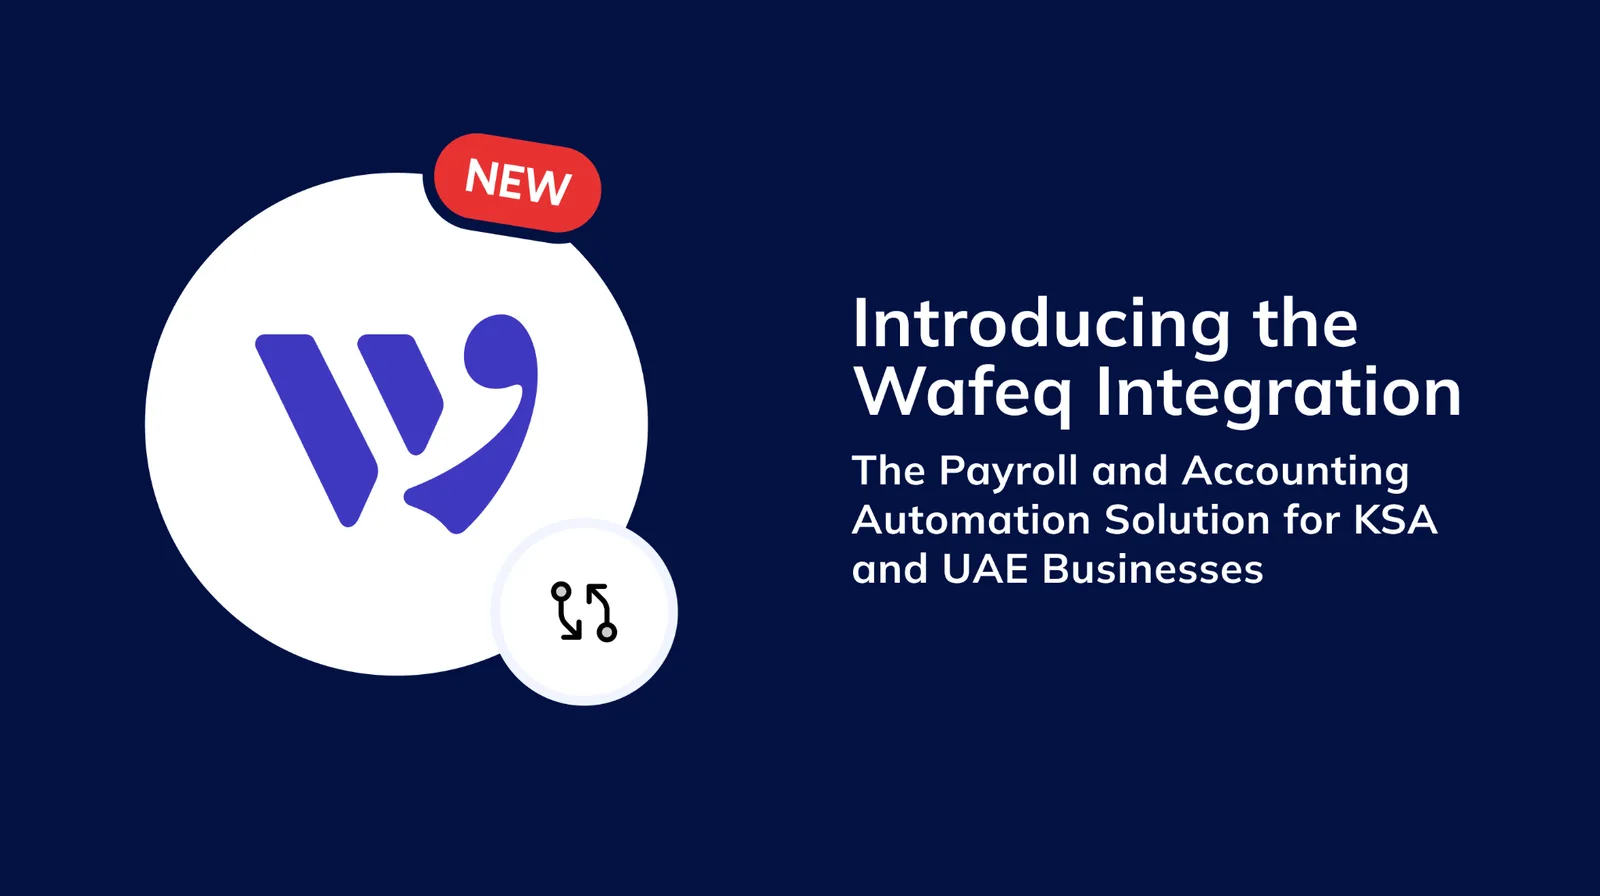 NEW
Introducing the
Wafeq Integration
The Payroll and Accounting
Automation Solution for KSA
and UAE Businesses